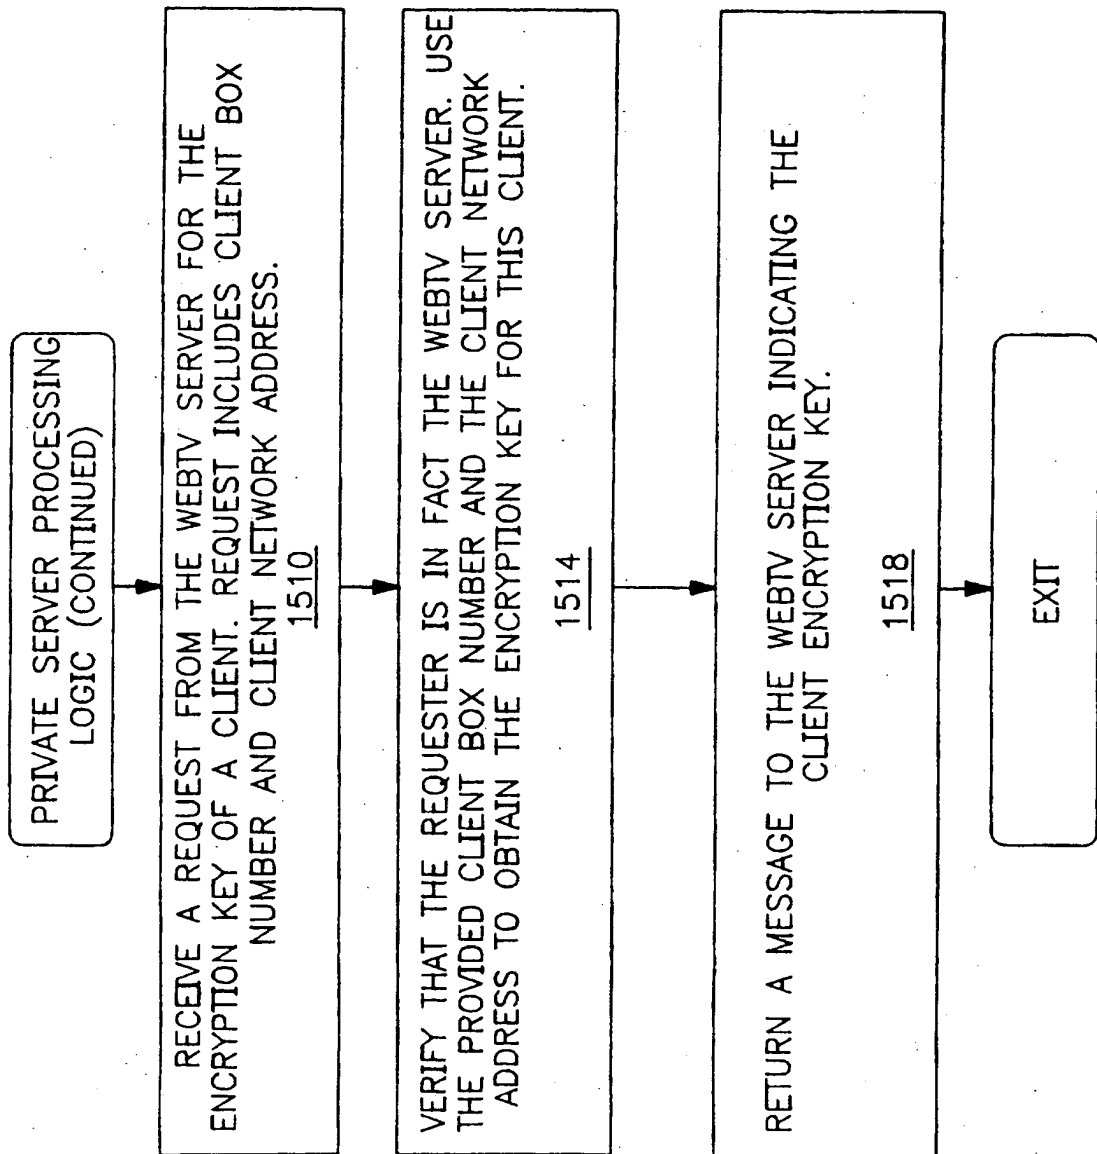 PRIVATE SERVER PROCESSING
LOGIC (CONTINUED)
RECEIVE A REQUEST FROM THE WEBTV SERVER FOR THE
ENCRYPTION KEY OF A CLIENT. REQUEST INCLUDES CLIENT BOX
NUMBER AND CLIENT NETWORK ADDRESS.
1510
VERIFY THAT THE REQUESTER IS IN FACT THE WEBTV SERVER. USE
THE PROVIDED CLIENT BOX NUMBER AND THE CLIENT NETWORK
ADDRESS TO OBTAIN THE ENCRYPTION KEY FOR THIS CLIENT.
1514
RETURN A MESSAGE TO THE WEBTV SERVER INDICATING THE
CLIENT ENCRYPTION KEY.
1518
EXIT